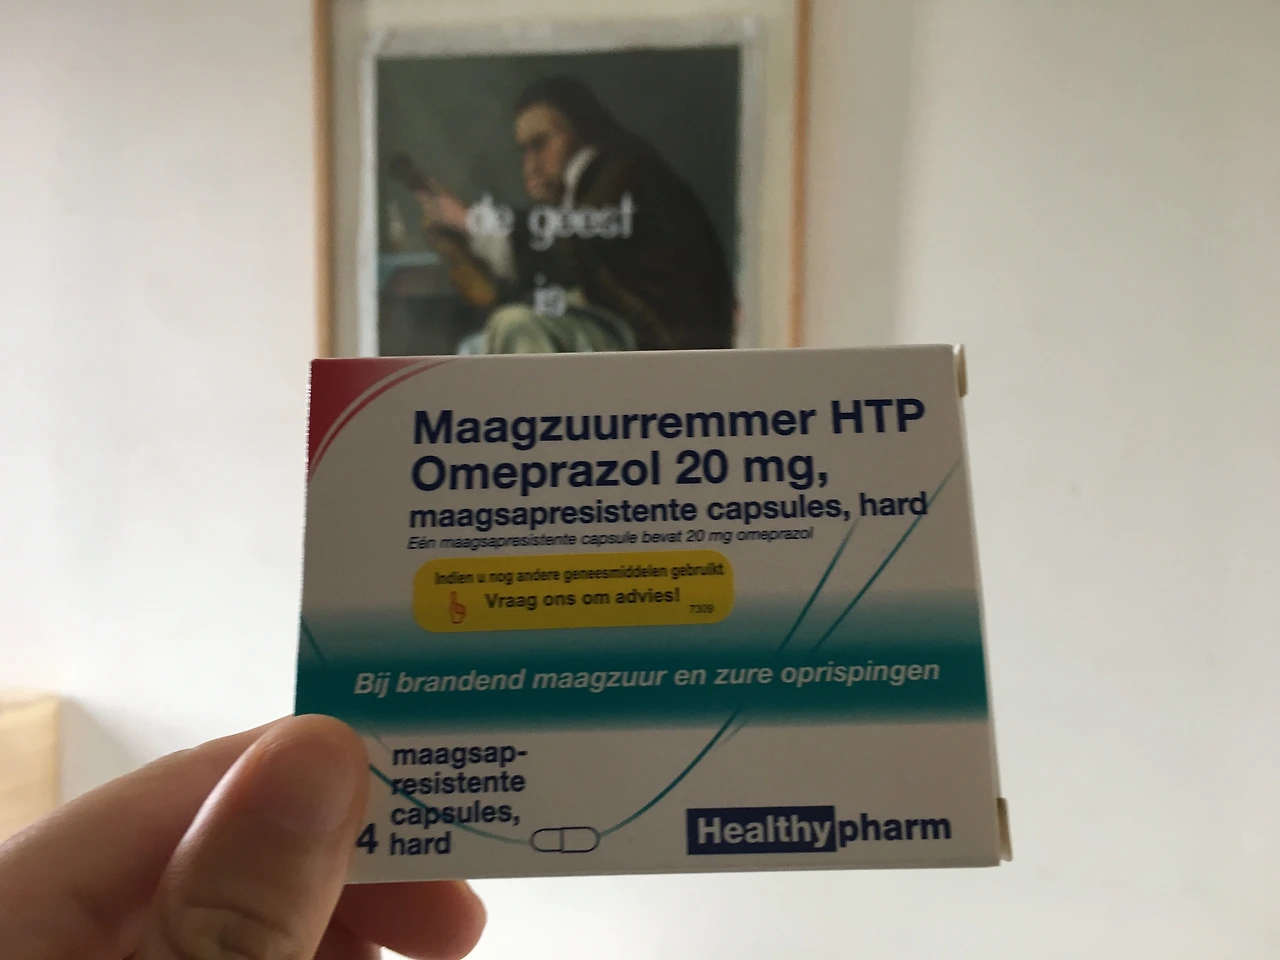 de geest
is
Maagzuurremmer HTP
Omeprazol 20 mg,
maagsapresistente capsules, hard
Eén maagsapresistente capsule bevat 20 mg omeprazol
Indien u nog andere geneesmiddelen gebruikt
Vraag ons om advies!
7309
Bij brandend maagzuur en zure oprispingen
maagsap-
resistente
capsules,
4 hard
Healthypharm